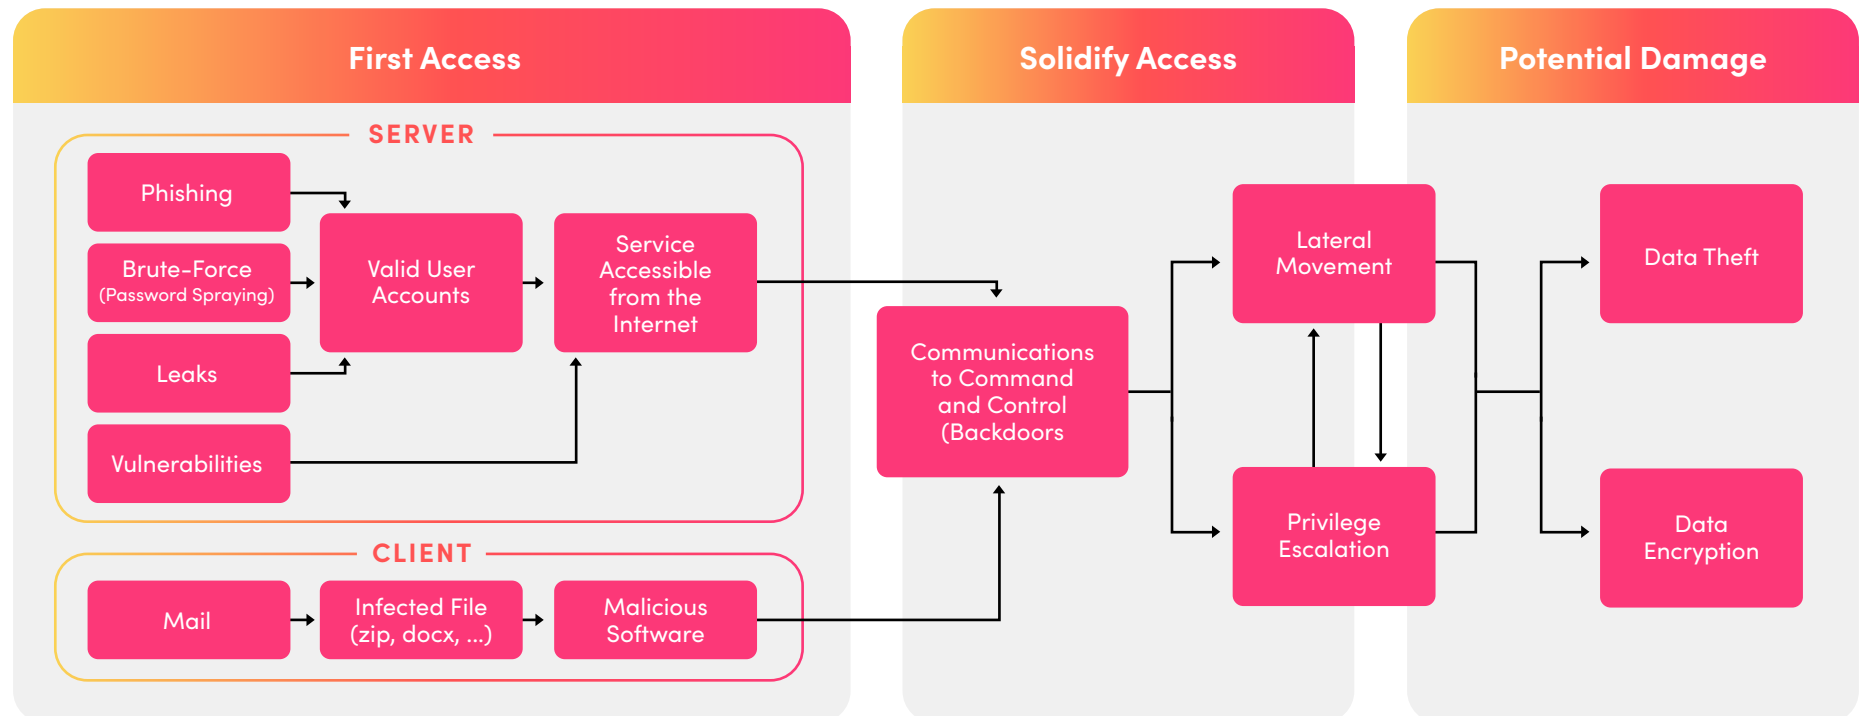 First Access
SERVER
Phishing
Brute-Force
(Password Spraying)
Leaks
Vulnerabilities
Valid User
Accounts
Service
Accessible
from the
Internet
CLIENT
Mail
Infected File
(zip, docx, ...)
Malicious
Software
Solidify Access
Communications
to Command
and Control
(Backdoors
Lateral
Movement
Privilege
Escalation
Potential Damage
Data Theft
Data
Encryption